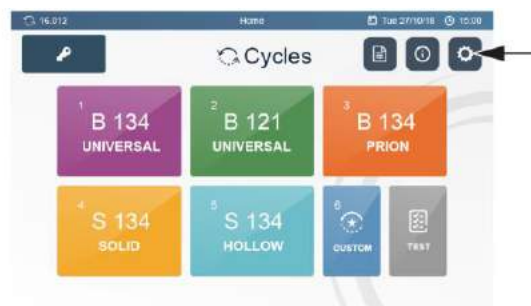 16.012 Home Tue 27/10/18 15:00
Cycles
1 2 3
B 134 B 121 B 134
UNIVERSAL UNIVERSAL PRION
4 5 6
S 134 S 134
SOLID HOLLOW CUSTOM TEST